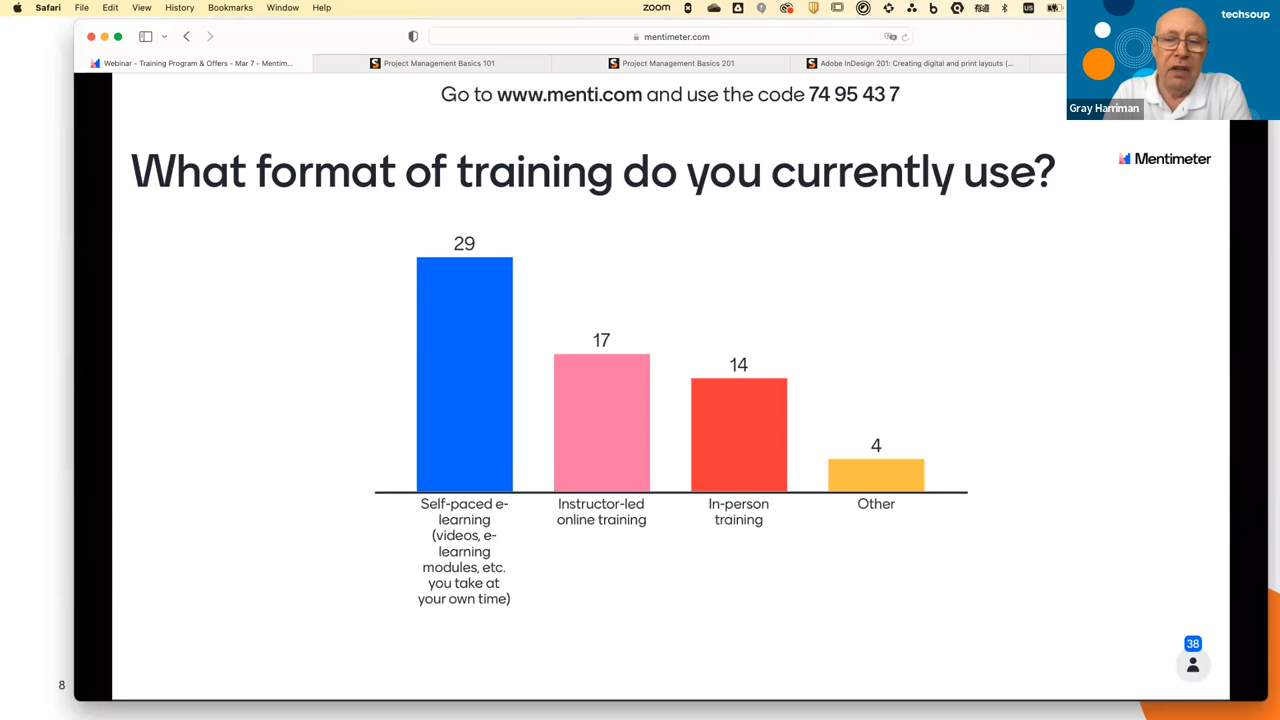 Safari File Edit View History Bookmarks Window Help
zoom
US
techsoup
mentimeter.com
Webinar - Training Program & Offers - Mar 7 - Mentim...
Project Management Basics 101
Project Management Basics 201
Adobe InDesign 201: Creating digital and print layouts (...
Gray Harriman
Go to www.menti.com and use the code 74 95 43 7
What format of training do you currently use?
Mentimeter
29
17
14
4
Self-paced e-
learning
(videos, e-
learning
modules, etc.
you take at
your own time)
Instructor-led
online training
In-person
training
Other
38
8